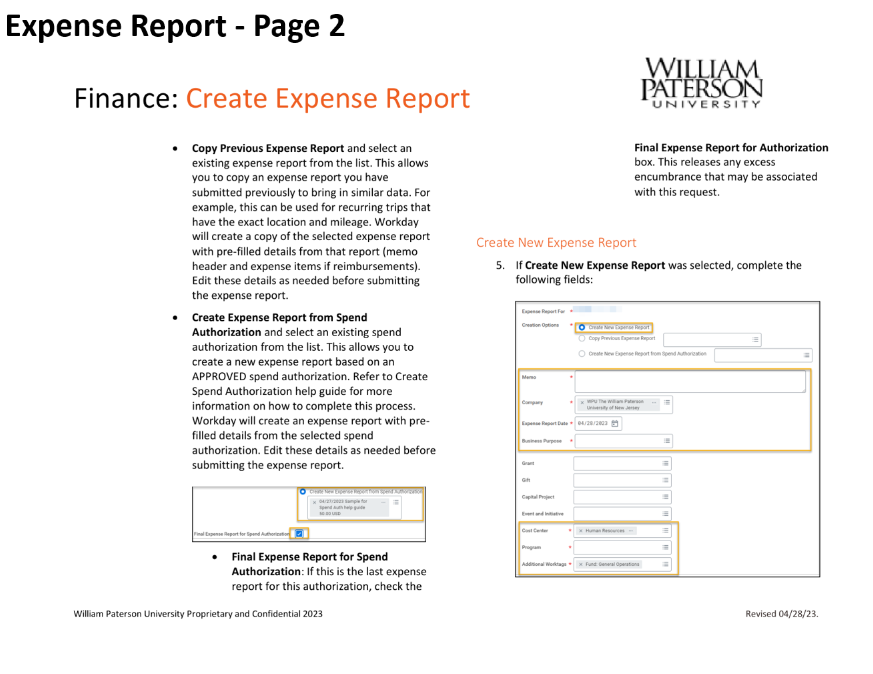 Expense Report - Page 2
WILLIAM
PATERSON
UNIVERSITY
Finance: Create Expense Report
• Copy Previous Expense Report and select an
existing expense report from the list. This allows
you to copy an expense report you have
submitted previously to bring in similar data. For
example, this can be used for recurring trips that
have the exact location and mileage. Workday
will create a copy of the selected expense report
with pre-filled details from that report (memo
header and expense items if reimbursements).
Edit these details as needed before submitting
the expense report.
• Create Expense Report from Spend
Authorization and select an existing spend
authorization from the list. This allows you to
create a new expense report based on an
APPROVED spend authorization. Refer to Create
Spend Authorization help guide for more
information on how to complete this process.
Workday will create an expense report with pre-
filled details from the selected spend
authorization. Edit these details as needed before
submitting the expense report.
Create New Expense Report from Spend Authorization
04/27/2023 Sample for
Spend Auth help guide
Final Expense Report for Spend Authorization
• Final Expense Report for Spend
Authorization: If this is the last expense
report for this authorization, check the
Final Expense Report for Authorization
box. This releases any excess
encumbrance that may be associated
with this request.
Create New Expense Report
5. If Create New Expense Report was selected, complete the
following fields:
Expense Report For *
Creation Options * Create New Expense Report
Copy Previous Expense Report
Create New Expense Report from Spend Authorization
Memo *
Company * × WPU The William Paterson
University of New Jersey
Expense Report Date * 04/28/2023
Business Purpose *
Grant
Gift
Capital Project
Event and Initiative
Cost Center * × Human Resources
Program *
Additional Worktags * × Fund: General Operations
William Paterson University Proprietary and Confidential 2023
Revised 04/28/23.